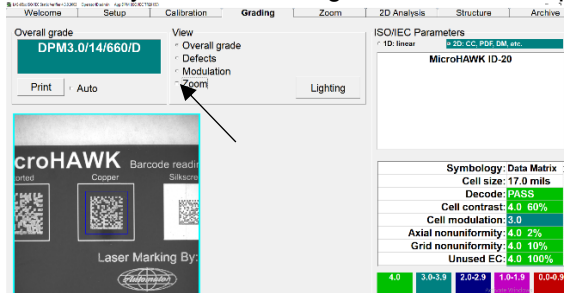 Welcome Setup Calibration Grading Zoom 2D Analysis Structure Archive
Overall grade
DPM3.0/14/660/D
Print Auto
View
Overall grade
Defects
Modulation
Zoom
Lighting
ISO/IEC Parameters
1D: linear 2D: CC, PDF, DM, etc.
MicroHAWK ID-20
Symbology: Data Matrix
Cell size: 17.0 mils
Decode: PASS
Cell contrast: 4.0 60%
Cell modulation: 3.0
Axial nonuniformity: 4.0 2%
Grid nonuniformity: 4.0 10%
Unused EC: 4.0 100%
4.0 3.0-3.9 2.0-2.9 1.0-1.9 0.0-0.9
croHAWK Barcode readi
orted Copper Silkscre
Laser Marking By: